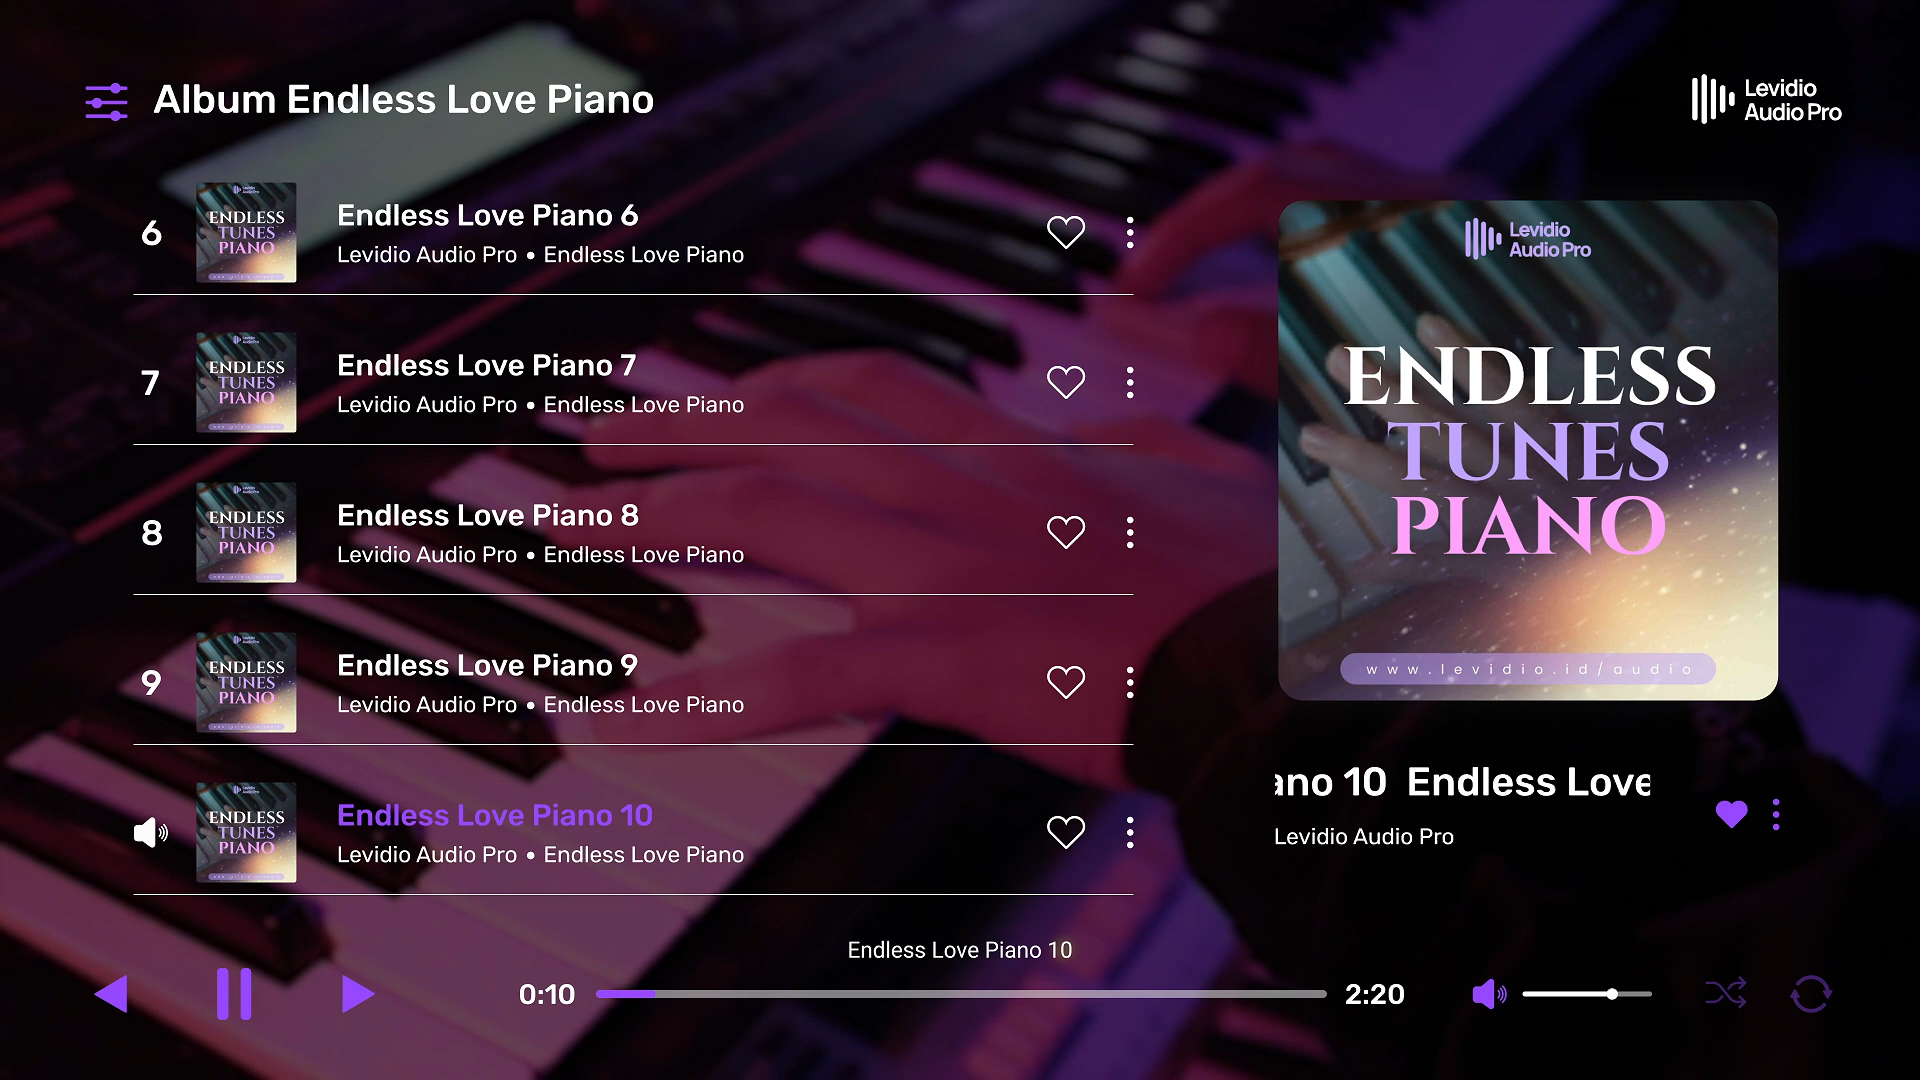 Album Endless Love Piano
Levidio
Audio Pro
6
ENDLESS
TUNES
PIANO
Endless Love Piano 6
Levidio Audio Pro • Endless Love Piano
7
ENDLESS
TUNES
PIANO
Endless Love Piano 7
Levidio Audio Pro • Endless Love Piano
8
ENDLESS
TUNES
PIANO
Endless Love Piano 8
Levidio Audio Pro • Endless Love Piano
9
ENDLESS
TUNES
PIANO
Endless Love Piano 9
Levidio Audio Pro • Endless Love Piano
ENDLESS
TUNES
PIANO
Endless Love Piano 10
Levidio Audio Pro • Endless Love Piano
Levidio
Audio Pro
ENDLESS
TUNES
PIANO
www.levidio.id/audio
ano 10 Endless Love
Levidio Audio Pro
Endless Love Piano 10
0:10
2:20